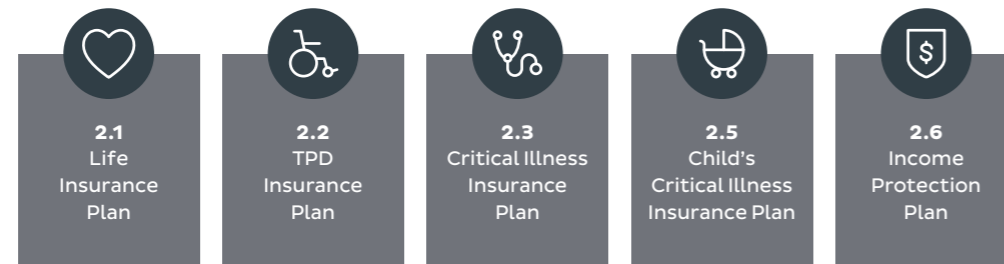 2.1
Life
Insurance
Plan
2.2
TPD
Insurance
Plan
2.3
Critical Illness
Insurance
Plan
2.5
Child's
Critical Illness
Insurance Plan
$
2.6
Income
Protection
Plan